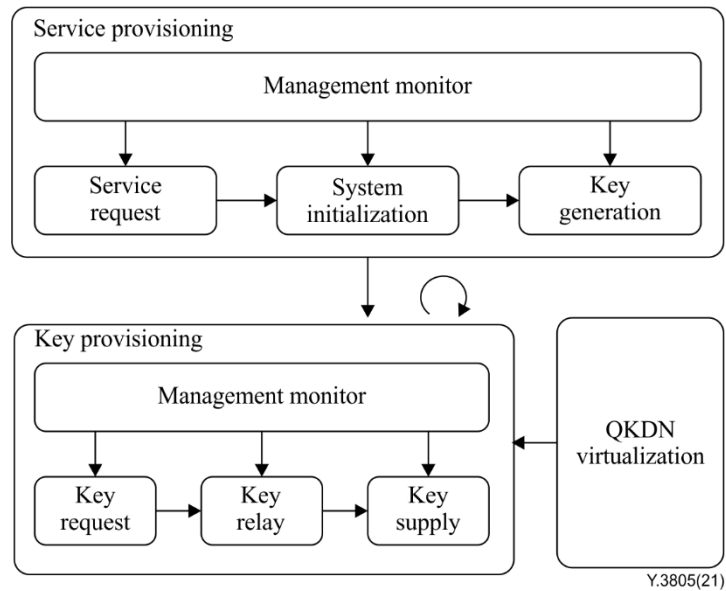 Service provisioning
Management monitor
Service
request
System
initialization
Key
generation
Key provisioning
Management monitor
Key
request
Key
relay
Key
supply
QKDN
virtualization
Y.3805(21)